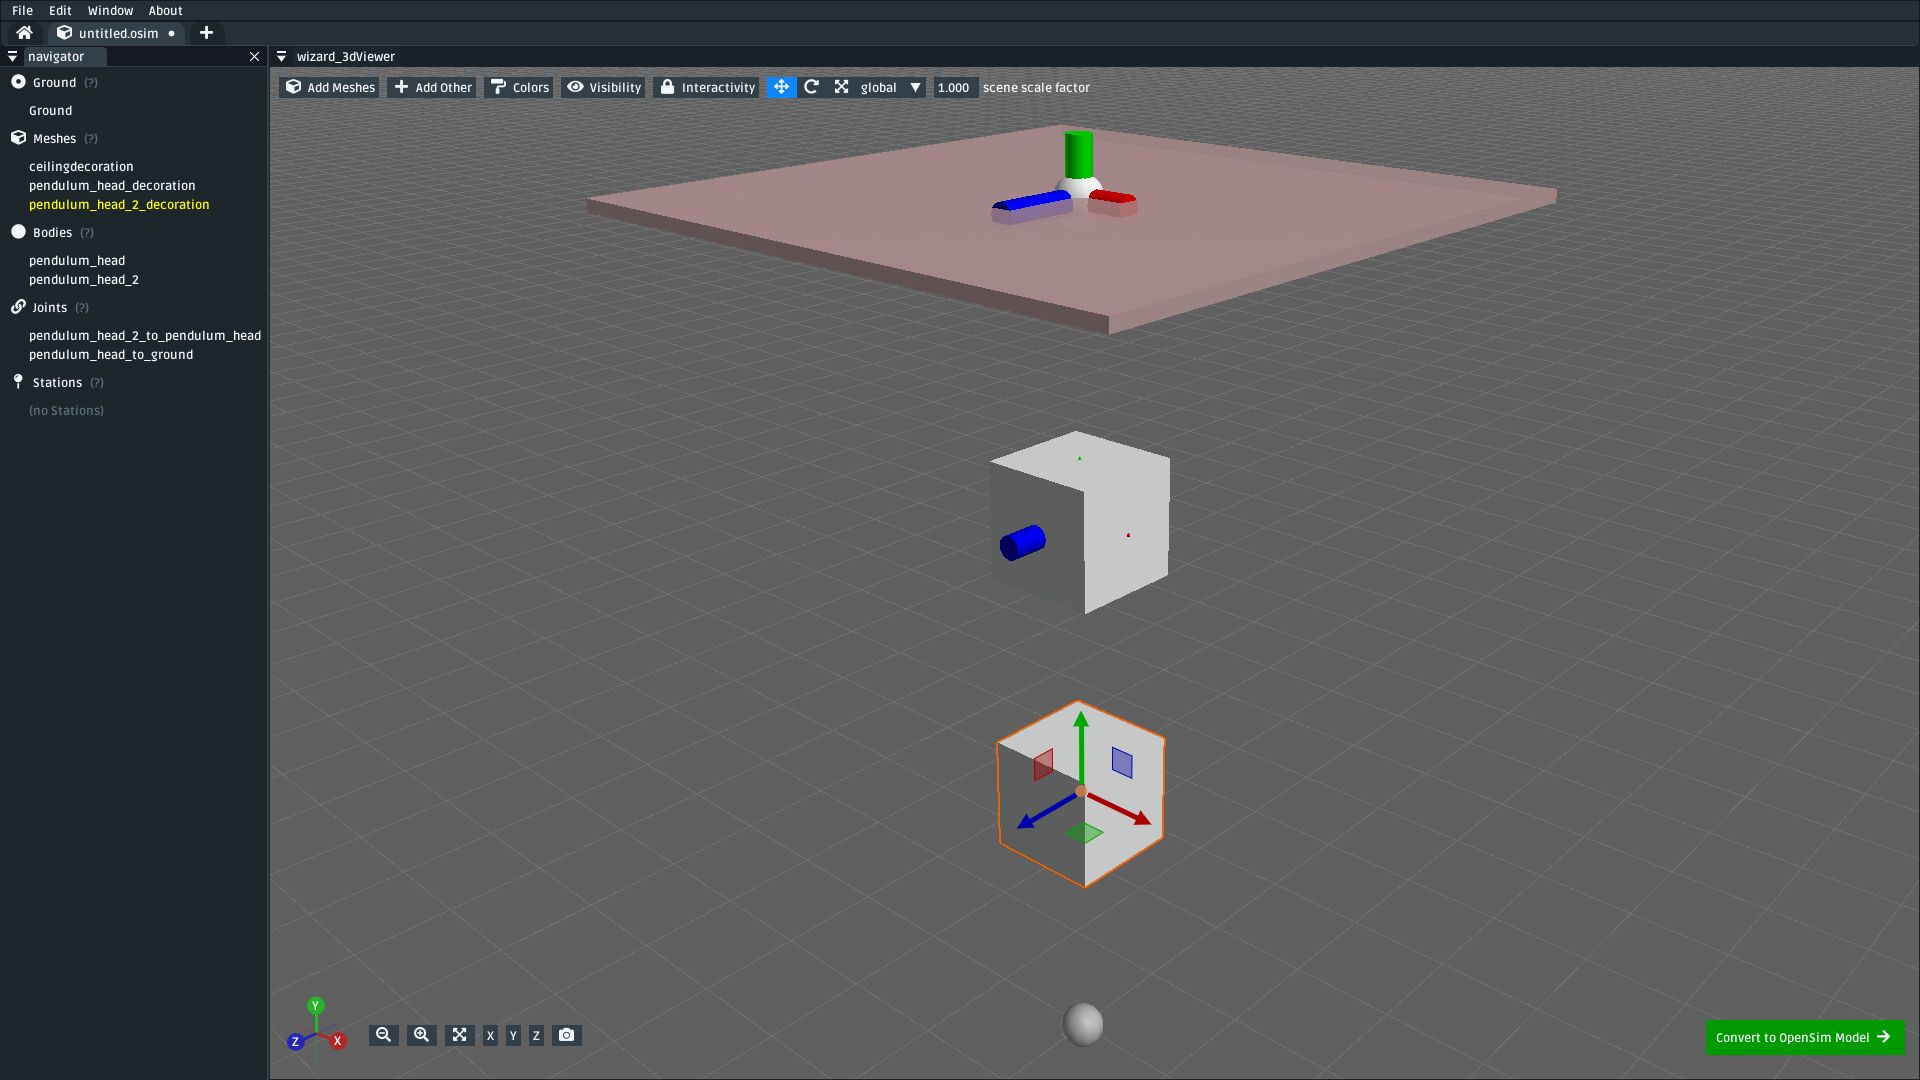 File Edit Window About
untitled.osim
navigator
wizard_3dViewer
Ground (?)
Ground
Meshes (?)
ceilingdecoration
pendulum_head_decoration
pendulum_head_2_decoration
Bodies (?)
pendulum_head
pendulum_head_2
Joints (?)
pendulum_head_2_to_pendulum_head
pendulum_head_to_ground
Stations (?)
(no Stations)
Add Meshes Add Other Colors Visibility Interactivity global 1.000 scene scale factor
Y
Z X
X Y Z
Convert to OpenSim Model